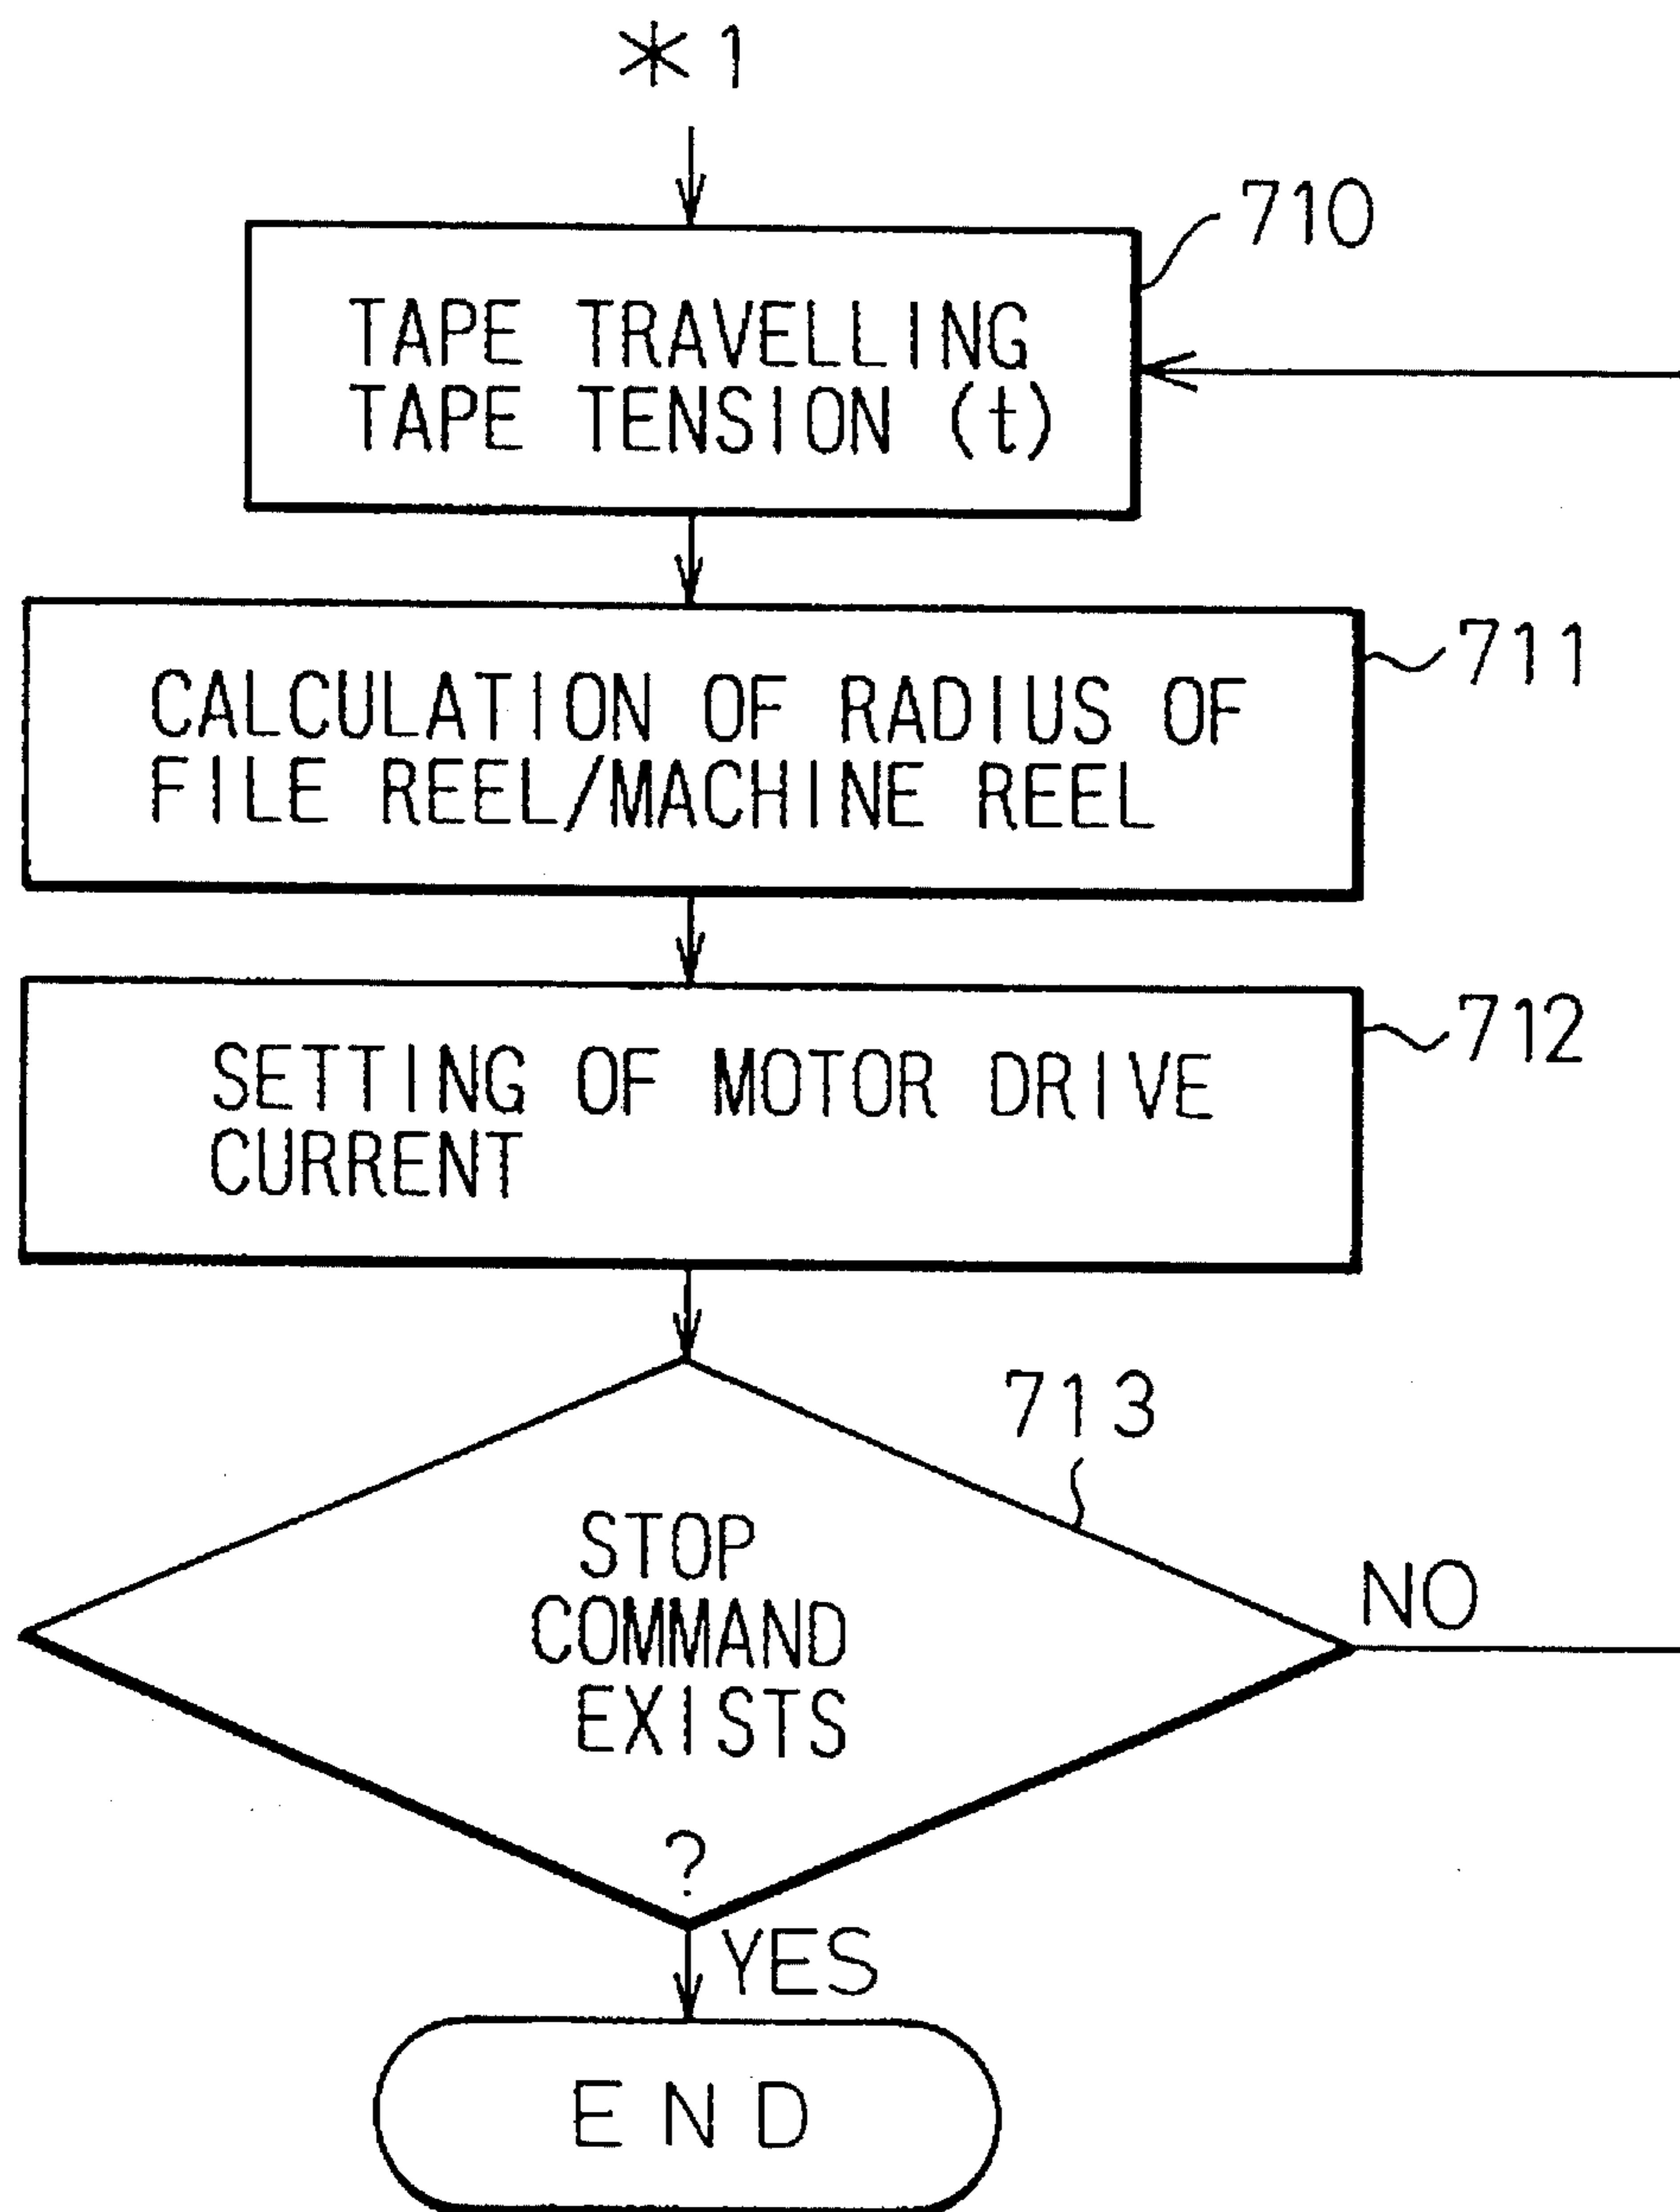 *1
710
TAPE TRAVELLING
TAPE TENSION (t)
711
CALCULATION OF RADIUS OF
FILE REEL/MACHINE REEL
712
SETTING OF MOTOR DRIVE
CURRENT
713
STOP
COMMAND
EXISTS
?
NO
YES
END